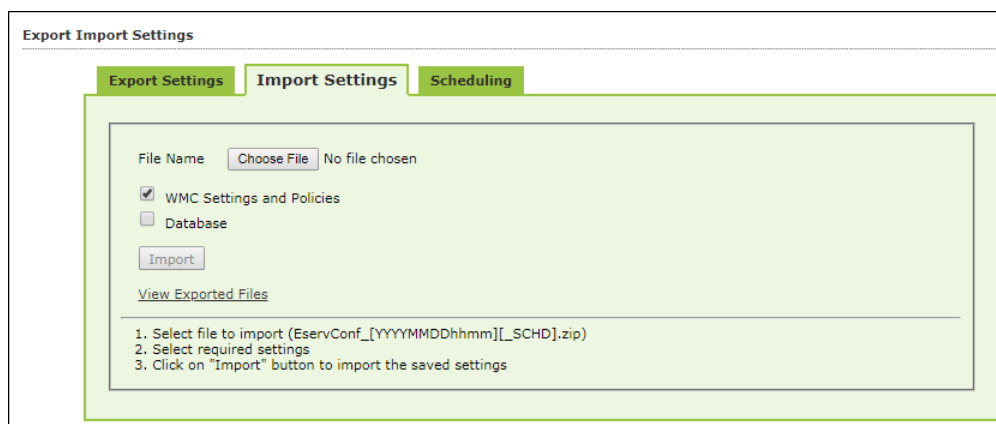 Export Import Settings
Export Settings Import Settings Scheduling
File Name Choose File No file chosen
WMC Settings and Policies
Database
Import
View Exported Files
1. Select file to import (EservConf_[YYYYMMDDhhmm][_SCHD].zip)
2. Select required settings
3. Click on "Import" button to import the saved settings